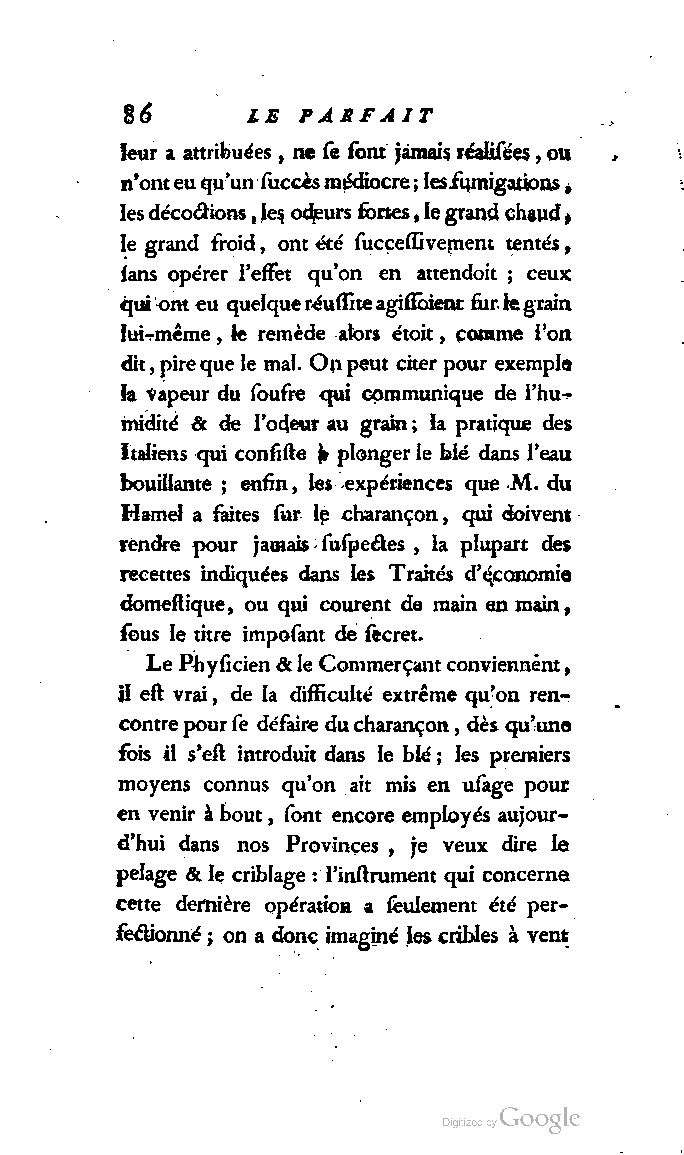 86 LE PARFAIT
leur a attribuées, ne ſe ſont jamais réaliſées, ou
n'ont eu qu'un ſuccès médiocre; les fumigations,
les décoctions, les odeurs fortes, le grand chaud,
le grand froid, ont été ſucceſſivement tentés,
ſans opérer l'effet qu'on en attendoit ; ceux
qui ont eu quelque réuſſite agiſſoient ſur le grain
lui-même, le remède alors étoit, comme l'on
dit, pire que le mal. On peut citer pour exemple
la vapeur du ſoufre qui communique de l'hu-
midité & de l'odeur au grain; la pratique des
Italiens qui conſiſte à plonger le blé dans l'eau
bouillante ; enfin, les expériences que M. du
Hamel a faites ſur le charançon, qui doivent
rendre pour jamais ſuſpectes, la plupart des
recettes indiquées dans les Traités d'économie
domeſtique, ou qui courent de main en main,
ſous le titre impoſant de ſecret.
Le Phyſicien & le Commerçant conviennent,
il eſt vrai, de la difficulté extrême qu'on ren-
contre pour ſe défaire du charançon, dès qu'une
fois il s'eſt introduit dans le blé; les premiers
moyens connus qu'on ait mis en uſage pour
en venir à bout, ſont encore employés aujour-
d'hui dans nos Provinces, je veux dire le
pelage & le criblage : l'inſtrument qui concerne
cette dernière opération a ſeulement été per-
fectionné; on a donc imaginé les cribles à vent
Digitized by Google